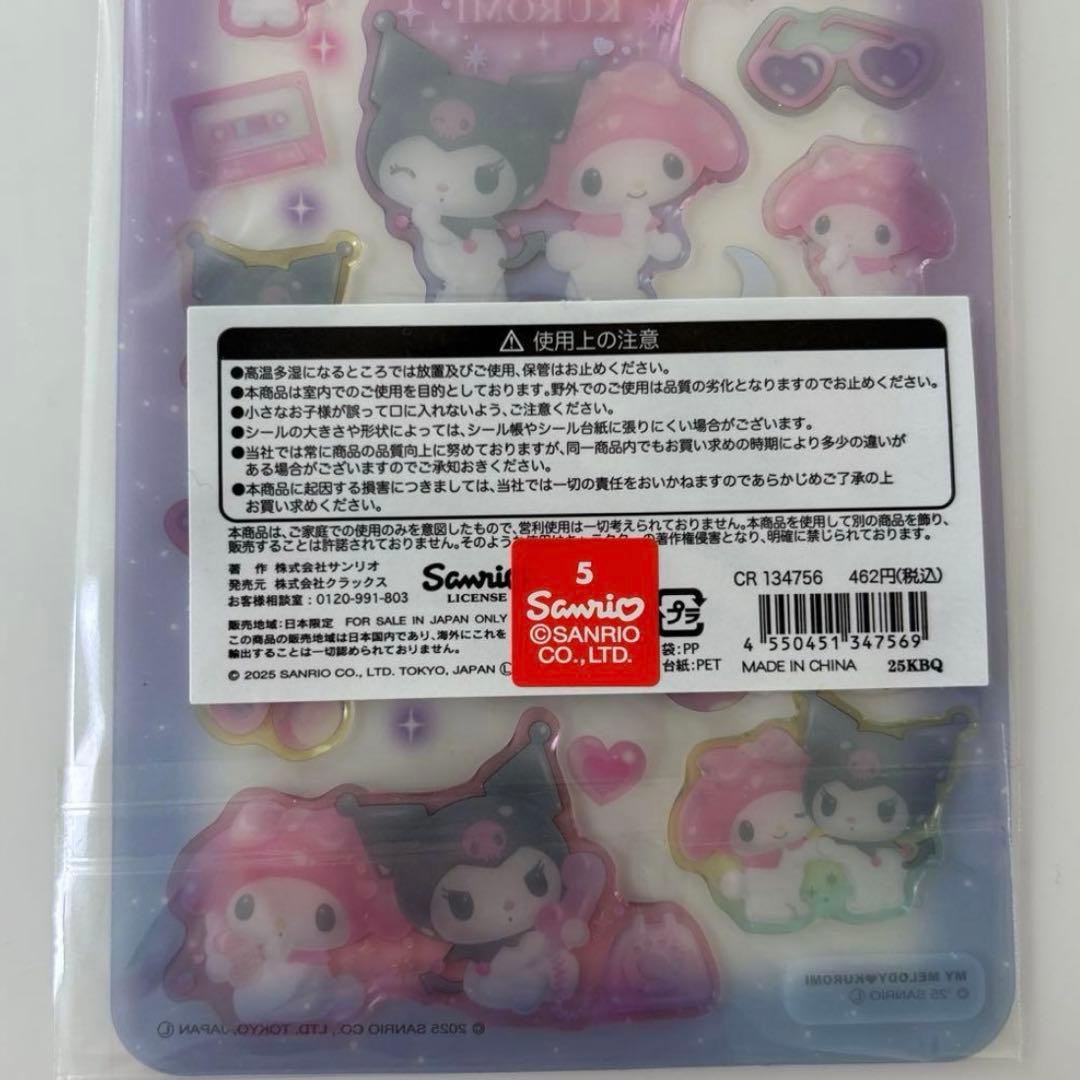 KUROMI
⚠ 使用上の注意
●高温多湿になるところでは放置及びご使用、保管はお止めください。
●本商品は室内でのご使用を目的としております。野外でのご使用は品質の劣化となりますのでお止めください。
●小さなお子様が誤って口に入れないよう、ご注意ください。
●シールの大きさや形状によっては、シール帳やシール台紙に張りにくい場合がございます。
●当社では常に商品の品質向上に努めておりますが、同一商品内でもお買い求めの時期により多少の違いが
ある場合がございますのでご承知おきください。
●本商品に起因する損害につきましては、当社では一切の責任をおいかねますのであらかじめご了承の上
お買い求めください。
本商品は、ご家庭での使用のみを意図したもので、営利使用は一切考えられておりません。本商品を使用して別の商品を飾り、
販売することは許諾されておりません。そのような使用は の著作権侵害となり、明確に禁じられております。
著 作 株式会社サンリオ
発売元 株式会社クラックス
お客様相談室:0120-991-803
Sanrio
LICENSE
販売地域:日本限定 FOR SALE IN JAPAN ONLY
この商品の販売地域は日本国内であり、海外にこれを
輸出することは一切認められておりません。
© 2025 SANRIO CO., LTD. TOKYO, JAPAN Ⓛ
5
Sanrio
©SANRIO
CO.,LTD.
プラ
袋:PP
台紙:PET
CR 134756 462円(税込)
4 550451 347569
MADE IN CHINA 25KBQ
MY MELODY♥KUROMI
© '25 SANRIO Ⓛ
© 2025 SANRIO CO., LTD. TOKYO, JAPAN Ⓛ